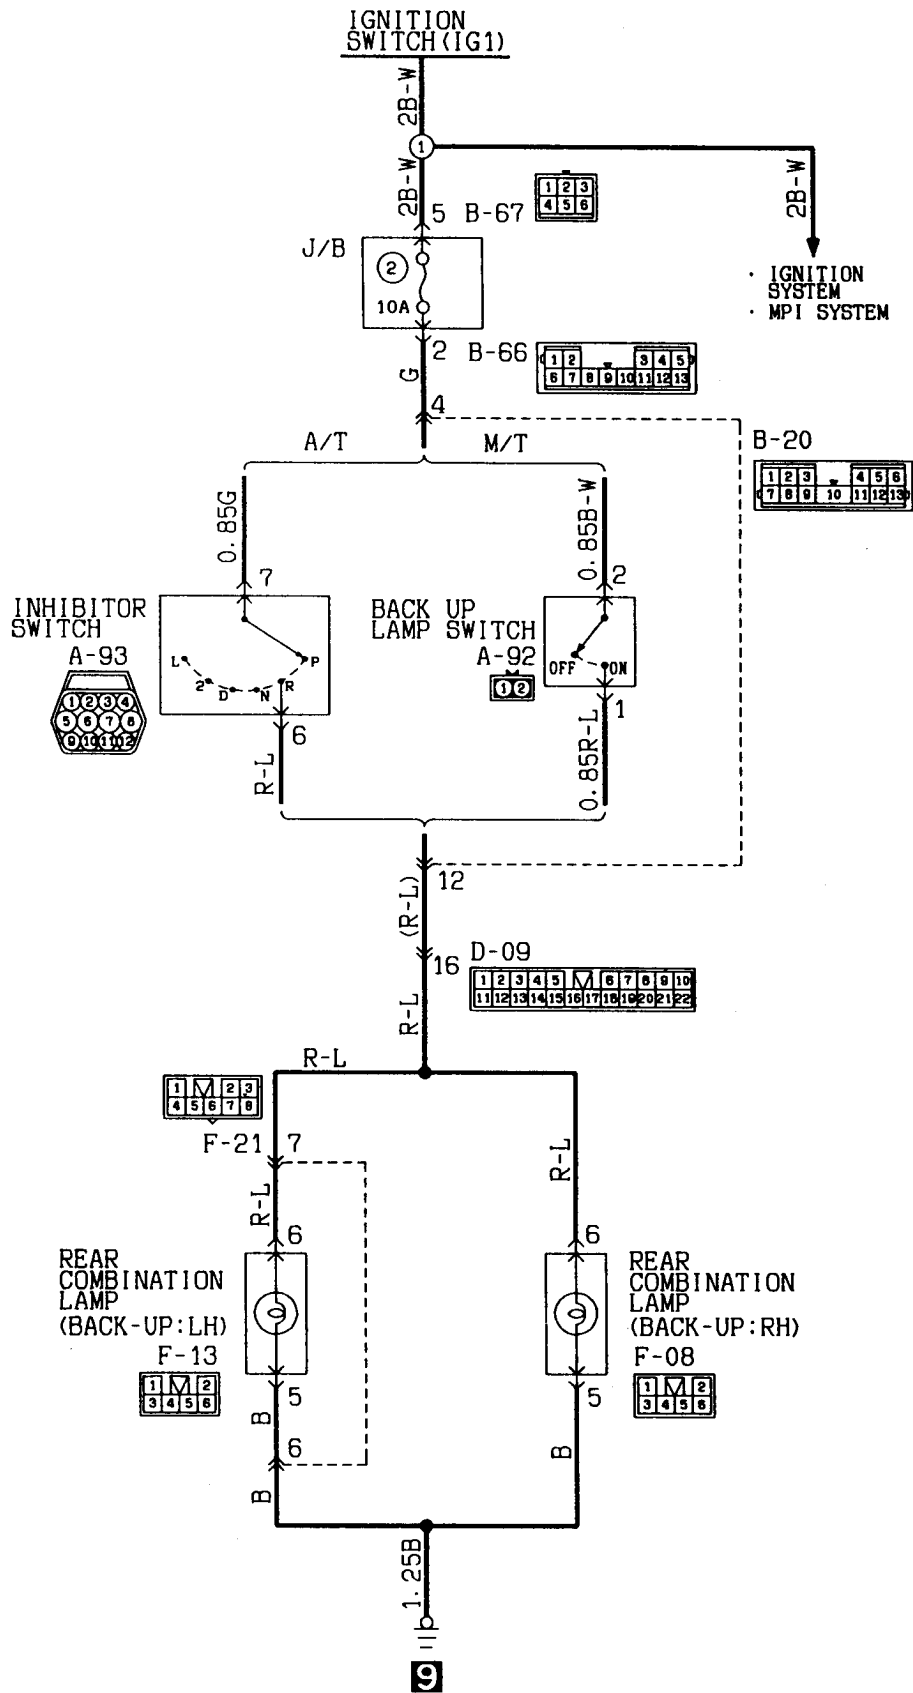 IGNITION
SWITCH(IG1)
2B-W
1
2B-W
2B-W
5 B-67
1 2 3
4 5 6
J/B
2
10A
· IGNITION
SYSTEM
· MPI SYSTEM
2 B-66
1 2 3 4 5
6 7 8 9 10 11 12 13
G
4
A/T M/T
B-20
1 2 3 4 5 6
7 8 9 10 11 12 13
0.85G
0.85B-W
7
2
INHIBITOR
SWITCH
A-93
1 2 3 4
5 6 7 8
9 10 11 12
L 2 D N R P
BACK UP
LAMP SWITCH
A-92
1 2
OFF ON
6
1
R-L
0.85R-L
12
(R-L)
16 D-09
1 2 3 4 5 6 7 8 9 10
11 12 13 14 15 16 17 18 19 20 21 22
R-L
R-L
1 2 3
4 5 6 7 8
F-21 7
R-L
R-L
6
6
REAR
COMBINATION
LAMP
(BACK-UP:LH)
F-13
1 2
3 4 5 6
REAR
COMBINATION
LAMP
(BACK-UP:RH)
F-08
1 2
3 4 5 6
5
5
B
B
6
B
1.25B
9